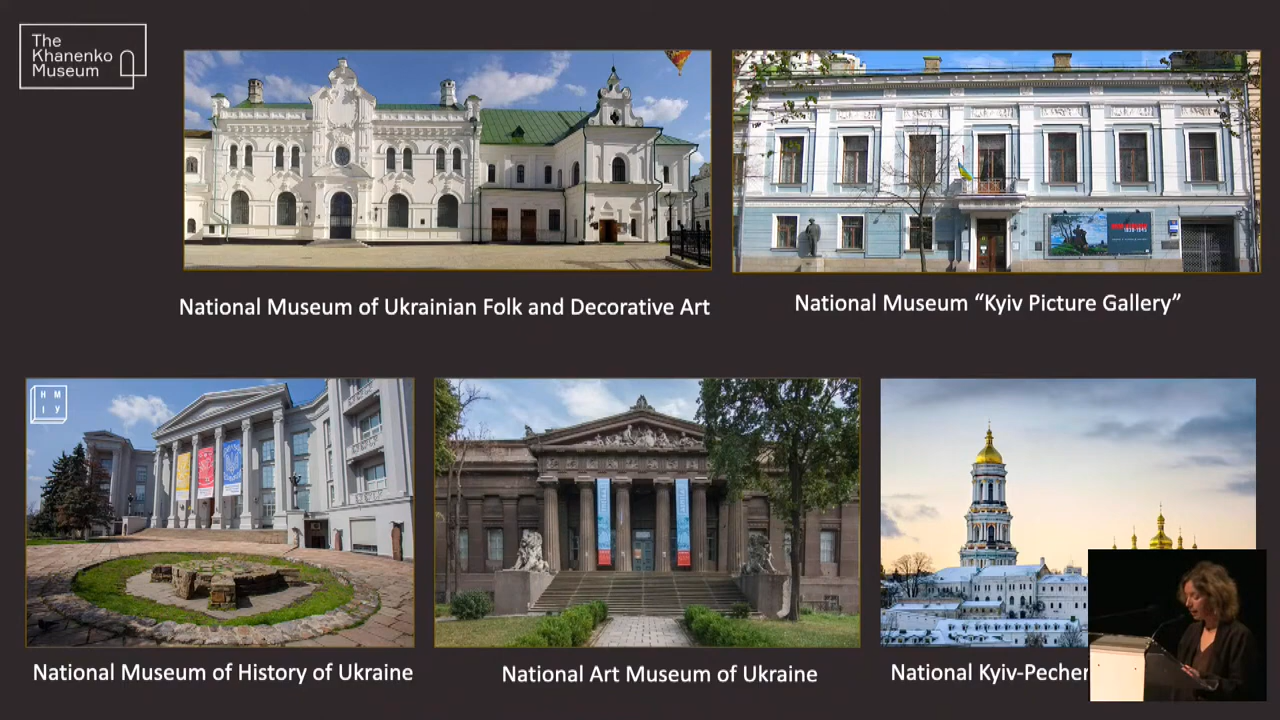 The
Khanenko
Museum
National Museum of Ukrainian Folk and Decorative Art
National Museum “Kyiv Picture Gallery”
H M
I У
National Museum of History of Ukraine
National Art Museum of Ukraine
National Kyiv-Pecher